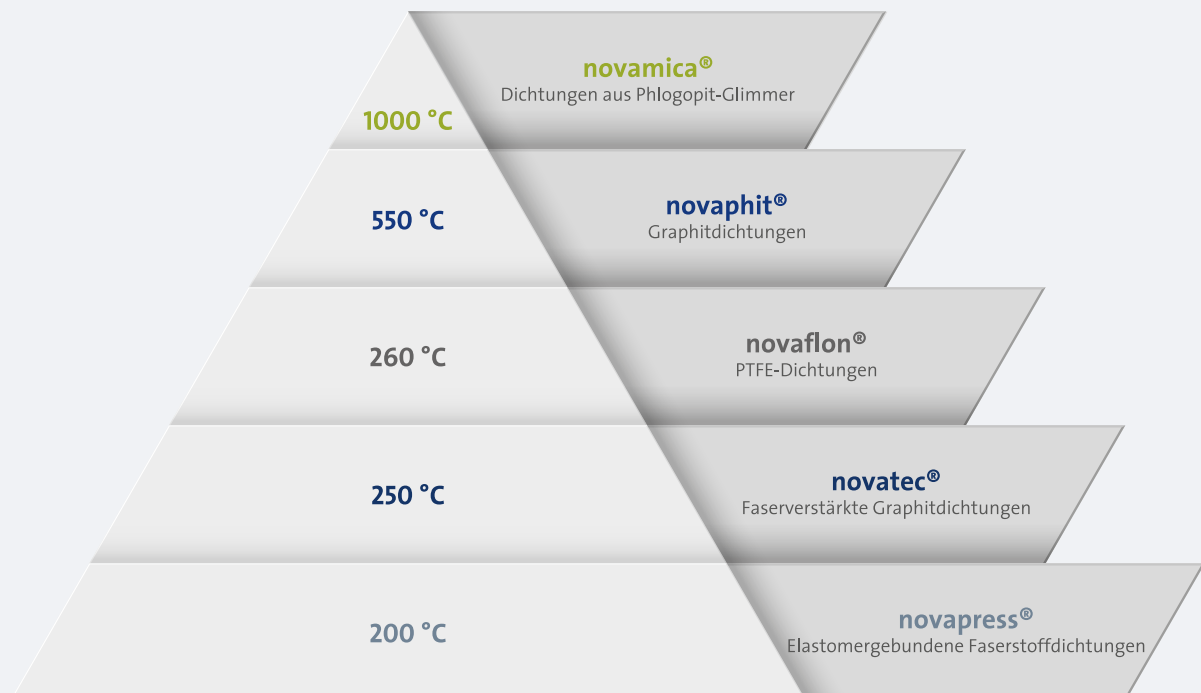 novamica®
Dichtungen aus Phlogopit-Glimmer
1000 °C
novaphit®
Graphitdichtungen
550 °C
novaflon®
PTFE-Dichtungen
260 °C
novatec®
Faserverstärkte Graphitdichtungen
250 °C
novapress®
Elastomergebundene Faserstoffdichtungen
200 °C